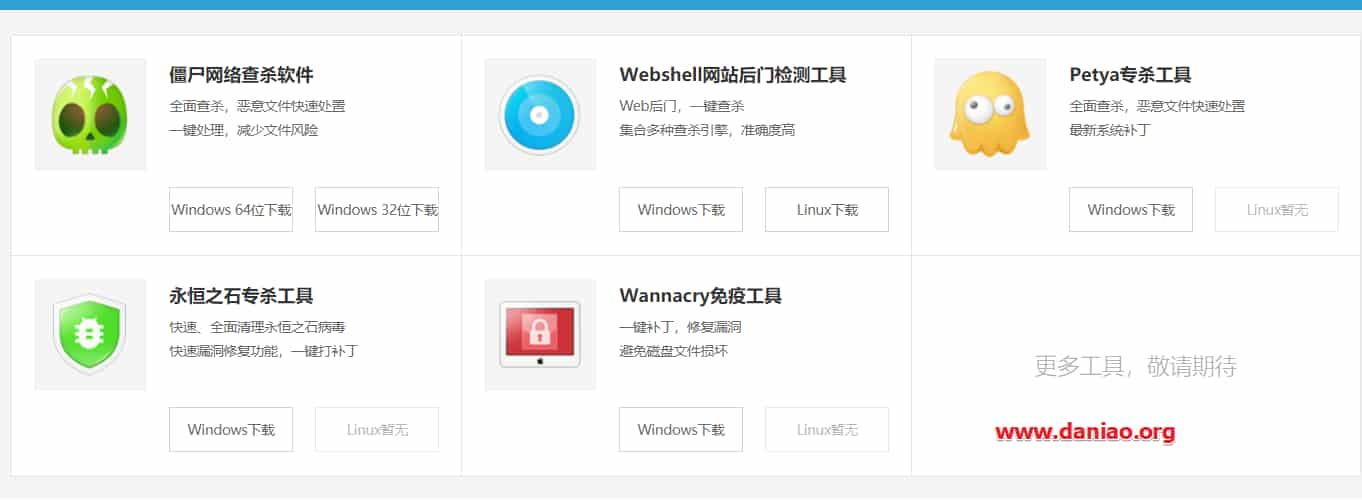 僵尸网络查杀软件
全面查杀，恶意文件快速处置
一键处理，减少文件风险
Windows 64位下载
Windows 32位下载
Webshell网站后门检测工具
Web后门，一键查杀
集合多种查杀引擎，准确度高
Windows下载
Linux下载
Petya专杀工具
全面查杀，恶意文件快速处置
最新系统补丁
Windows下载
Linux暂无
永恒之石专杀工具
快速、全面清理永恒之石病毒
快速漏洞修复功能，一键打补丁
Windows下载
Linux暂无
Wannacry免疫工具
一键补丁，修复漏洞
避免磁盘文件损坏
Windows下载
Linux暂无
更多工具，敬请期待
www.daniao.org